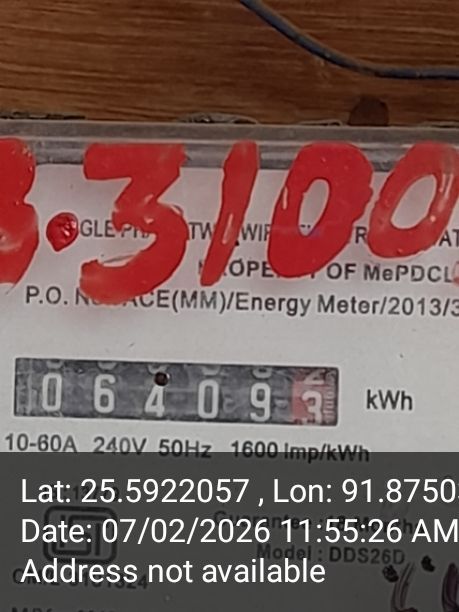 B.3100
OF MePDCL
P.O. ACE(MM)/Energy Meter/2013/3
0 6 4 0 9 3 kWh
10-60A 240V 50Hz 1600 Imp/kWh
Lat: 25.5922057 , Lon: 91.8750
Date: 07/02/2026 11:55:26 AM
Model : DDS26D
Address not available